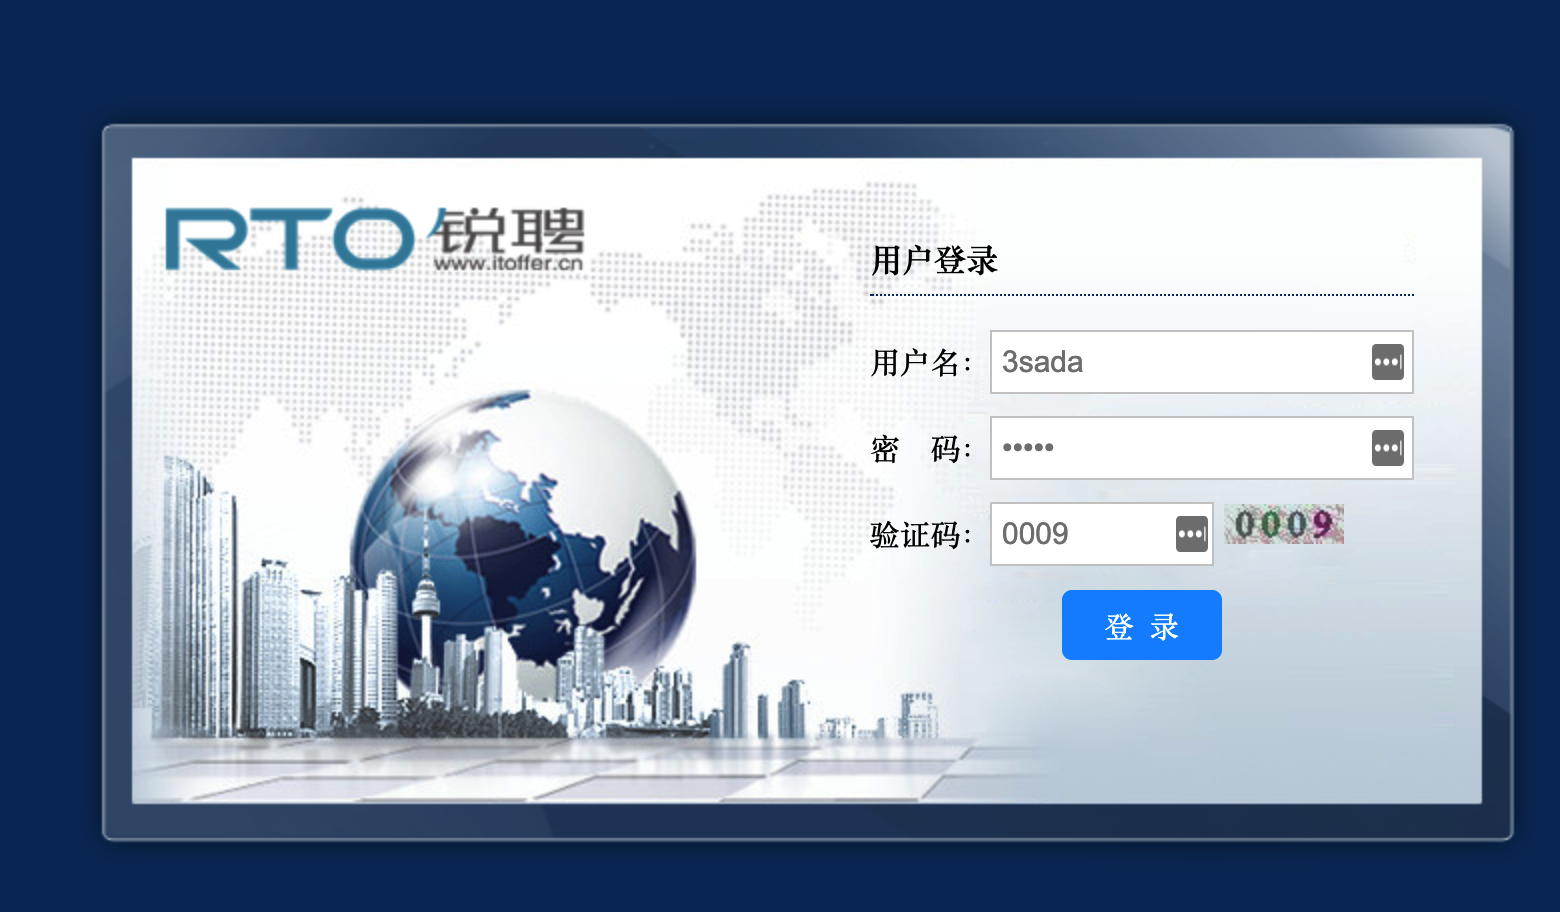 RTO 锐聘
www.itoffer.cn
用户登录
用户名： 3sada
密 码： •••••
验证码： 0009 0009
登 录